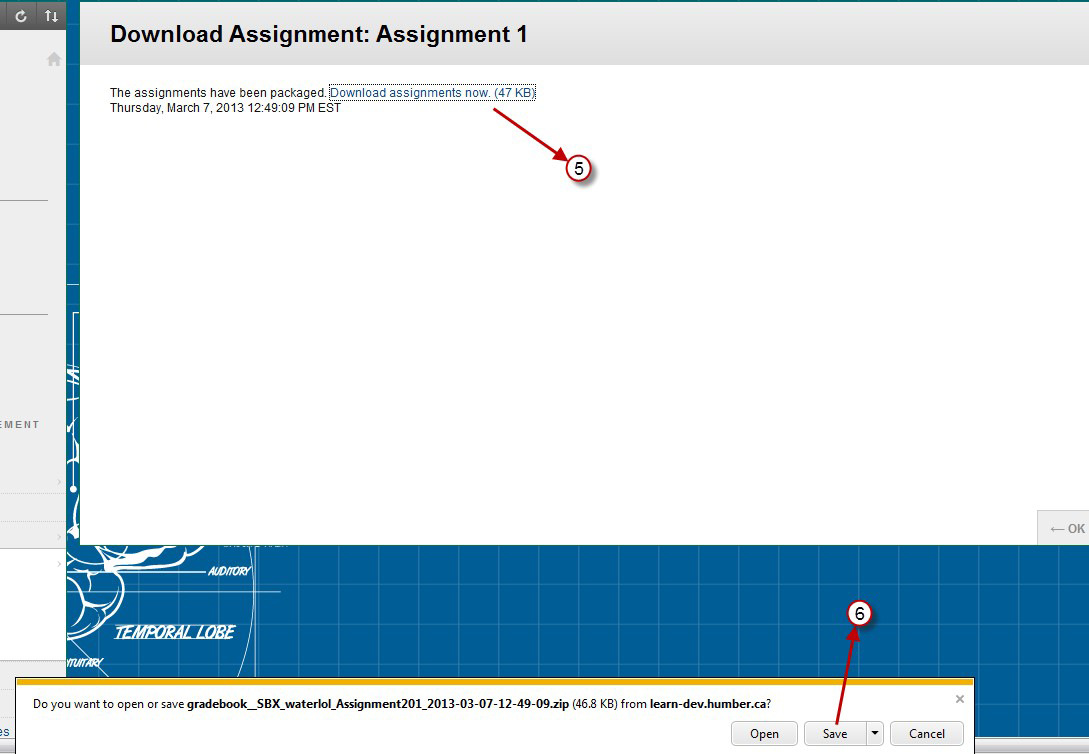 Download Assignment: Assignment 1
The assignments have been packaged. Download assignments now. (47 KB)
Thursday, March 7, 2013 12:49:09 PM EST
5
EMENT
← OK
AUDITORY
6
TEMPORAL LOBE
PITUITARY
es
Do you want to open or save gradebook__SBX_waterlol_Assignment201_2013-03-07-12-49-09.zip (46.8 KB) from learn-dev.humber.ca?
×
Open
Save
Cancel